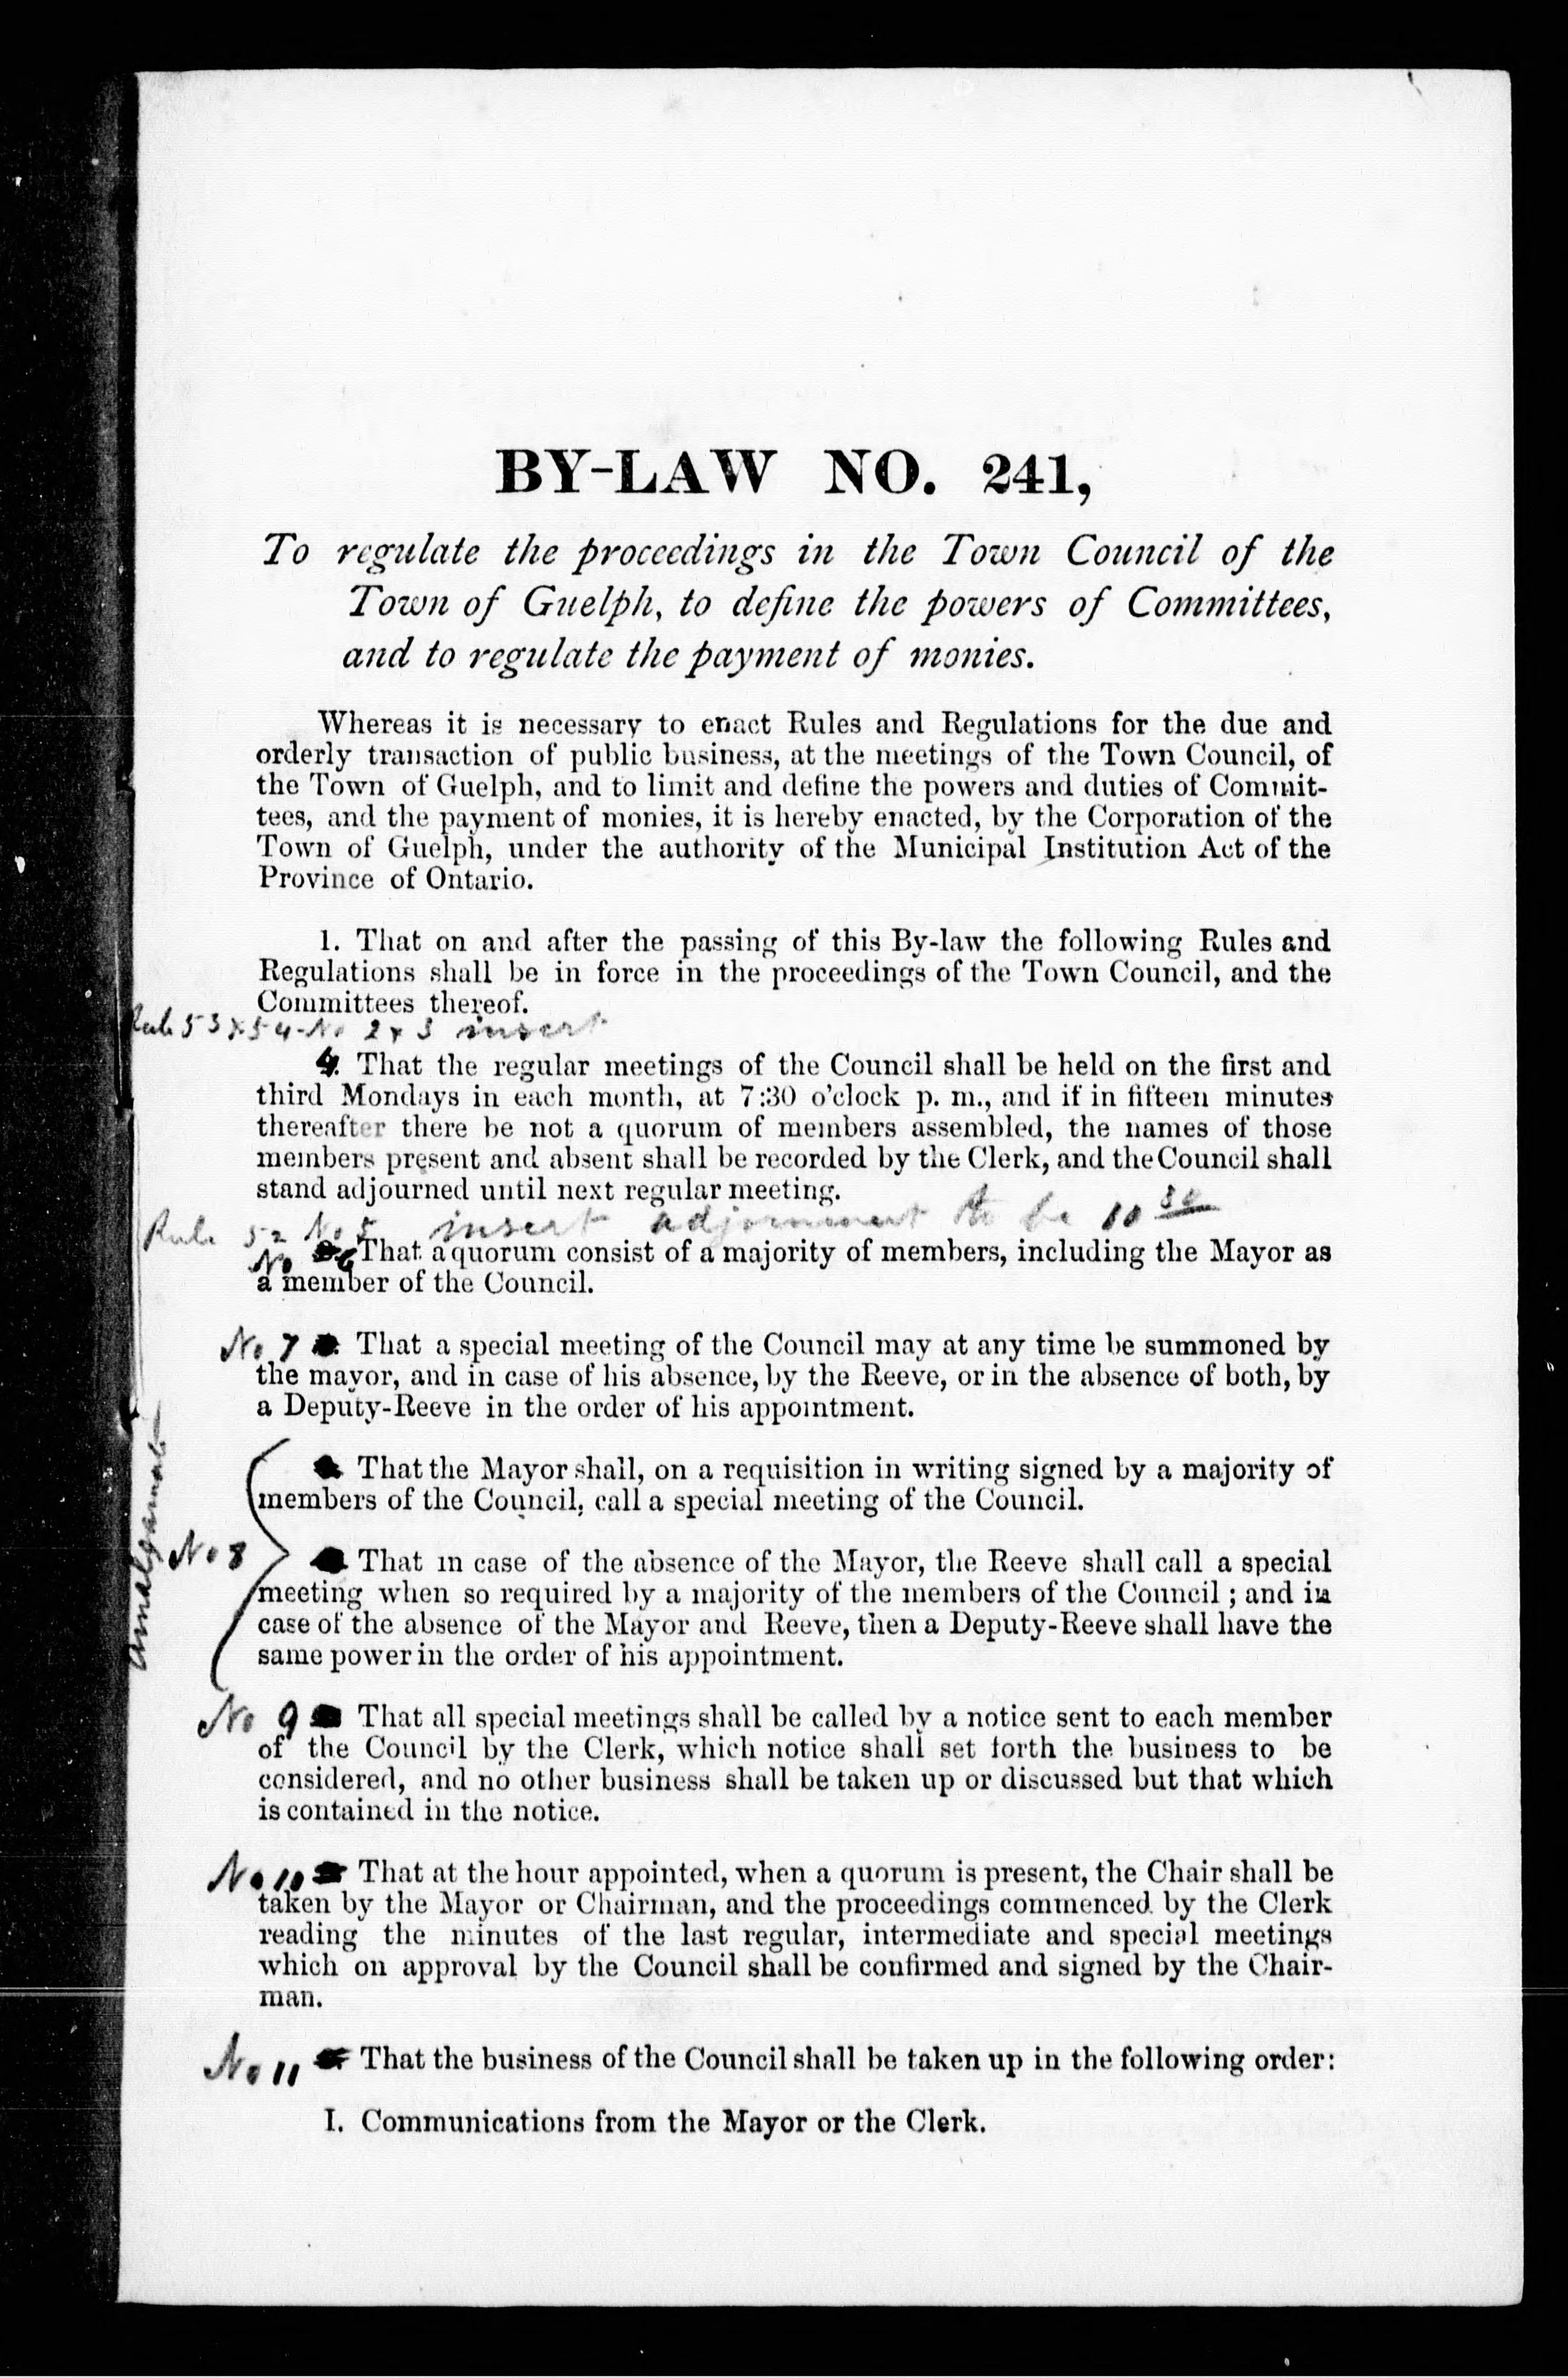 BY-LAW NO. 241,
To regulate the proceedings in the Town Council of the
Town of Guelph, to define the powers of Committees,
and to regulate the payment of monies.
Whereas it is necessary to enact Rules and Regulations for the due and
orderly transaction of public business, at the meetings of the Town Council, of
the Town of Guelph, and to limit and define the powers and duties of Commit-
tees, and the payment of monies, it is hereby enacted, by the Corporation of the
Town of Guelph, under the authority of the Municipal Institution Act of the
Province of Ontario.
1. That on and after the passing of this By-law the following Rules and
Regulations shall be in force in the proceedings of the Town Council, and the
Committees thereof.
Rule 53 & 54 - No 2 & 3 insert
4. That the regular meetings of the Council shall be held on the first and
third Mondays in each month, at 7:30 o'clock p. m., and if in fifteen minutes
thereafter there be not a quorum of members assembled, the names of those
members present and absent shall be recorded by the Clerk, and the Council shall
stand adjourned until next regular meeting.
Rule 52 No 5 insert adjornment to be 10 30
No 6 That a quorum consist of a majority of members, including the Mayor as
a member of the Council.
No 7 That a special meeting of the Council may at any time be summoned by
the mayor, and in case of his absence, by the Reeve, or in the absence of both, by
a Deputy-Reeve in the order of his appointment.
That the Mayor shall, on a requisition in writing signed by a majority of
members of the Council, call a special meeting of the Council.
Amalgamate
No 8
That in case of the absence of the Mayor, the Reeve shall call a special
meeting when so required by a majority of the members of the Council ; and in
case of the absence of the Mayor and Reeve, then a Deputy-Reeve shall have the
same power in the order of his appointment.
No 9 That all special meetings shall be called by a notice sent to each member
of the Council by the Clerk, which notice shall set forth the business to be
considered, and no other business shall be taken up or discussed but that which
is contained in the notice.
No 10 That at the hour appointed, when a quorum is present, the Chair shall be
taken by the Mayor or Chairman, and the proceedings commenced by the Clerk
reading the minutes of the last regular, intermediate and special meetings
which on approval by the Council shall be confirmed and signed by the Chair-
man.
No 11 That the business of the Council shall be taken up in the following order:
I. Communications from the Mayor or the Clerk.